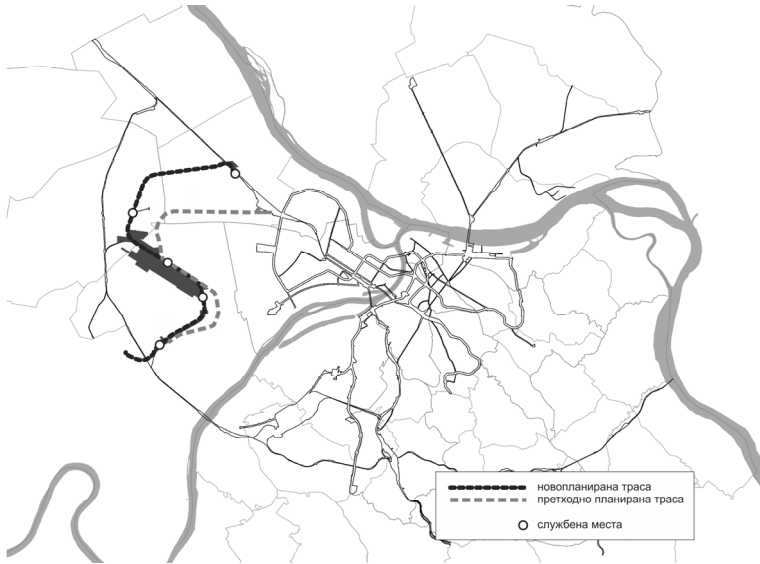 новопланирана траса
претходно планирана траса
службена места